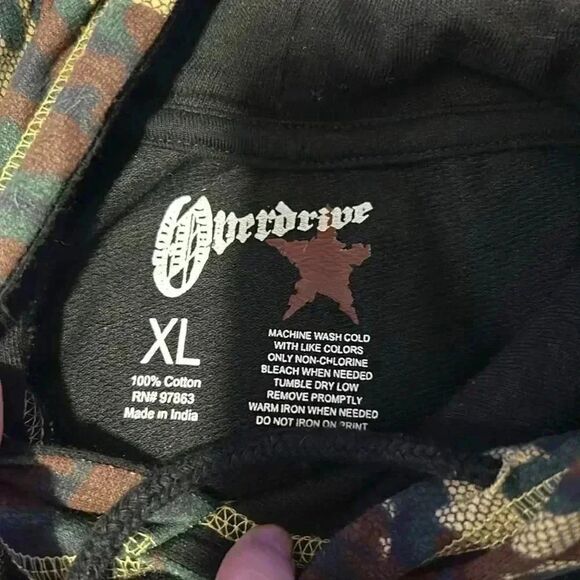 Overdrive
XL
100% Cotton
RN# 97863
Made in India
MACHINE WASH COLD
WITH LIKE COLORS
ONLY NON-CHLORINE
BLEACH WHEN NEEDED
TUMBLE DRY LOW
REMOVE PROMPTLY
WARM IRON WHEN NEEDED
DO NOT IRON ON PRINT